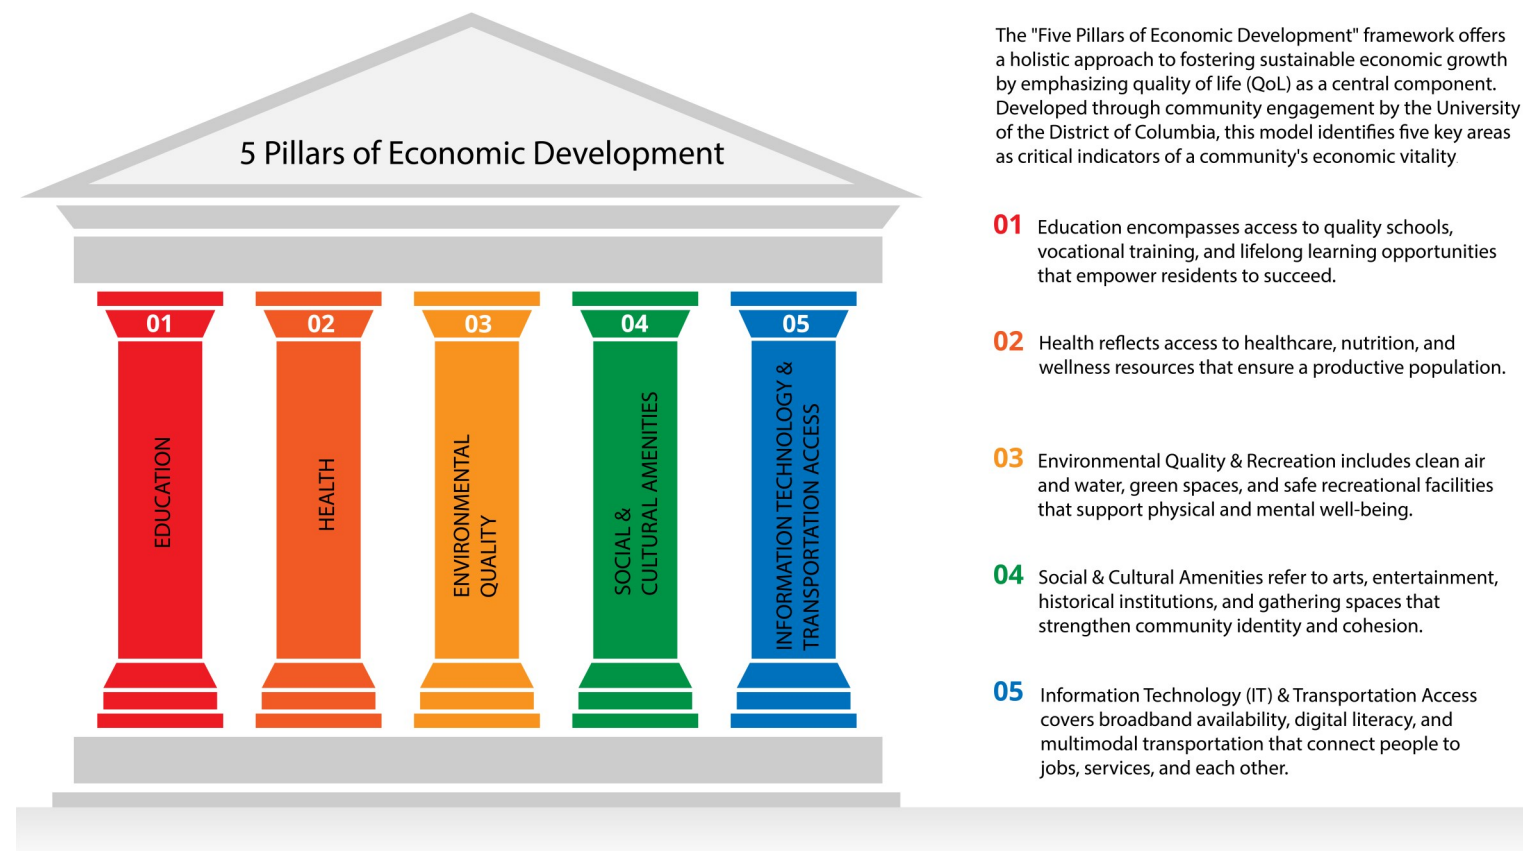 5 Pillars of Economic Development
01
02
03
04
05
EDUCATION
HEALTH
ENVIRONMENTAL
QUALITY
SOCIAL &
CULTURAL AMENITIES
INFORMATION TECHNOLOGY &
TRANSPORTATION ACCESS
The "Five Pillars of Economic Development" framework offers
a holistic approach to fostering sustainable economic growth
by emphasizing quality of life (QoL) as a central component.
Developed through community engagement by the University
of the District of Columbia, this model identifies five key areas
as critical indicators of a community's economic vitality.
01 Education encompasses access to quality schools,
vocational training, and lifelong learning opportunities
that empower residents to succeed.
02 Health reflects access to healthcare, nutrition, and
wellness resources that ensure a productive population.
03 Environmental Quality & Recreation includes clean air
and water, green spaces, and safe recreational facilities
that support physical and mental well-being.
04 Social & Cultural Amenities refer to arts, entertainment,
historical institutions, and gathering spaces that
strengthen community identity and cohesion.
05 Information Technology (IT) & Transportation Access
covers broadband availability, digital literacy, and
multimodal transportation that connect people to
jobs, services, and each other.